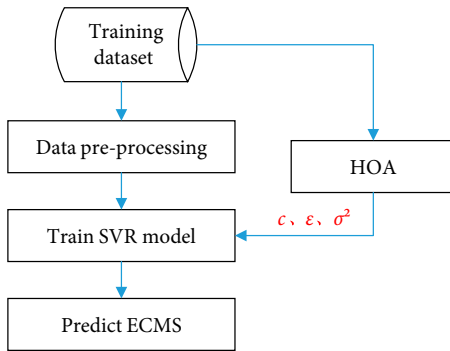 Training
dataset
Data pre-processing
HOA
c 、 ε 、 σ²
Train SVR model
Predict ECMS